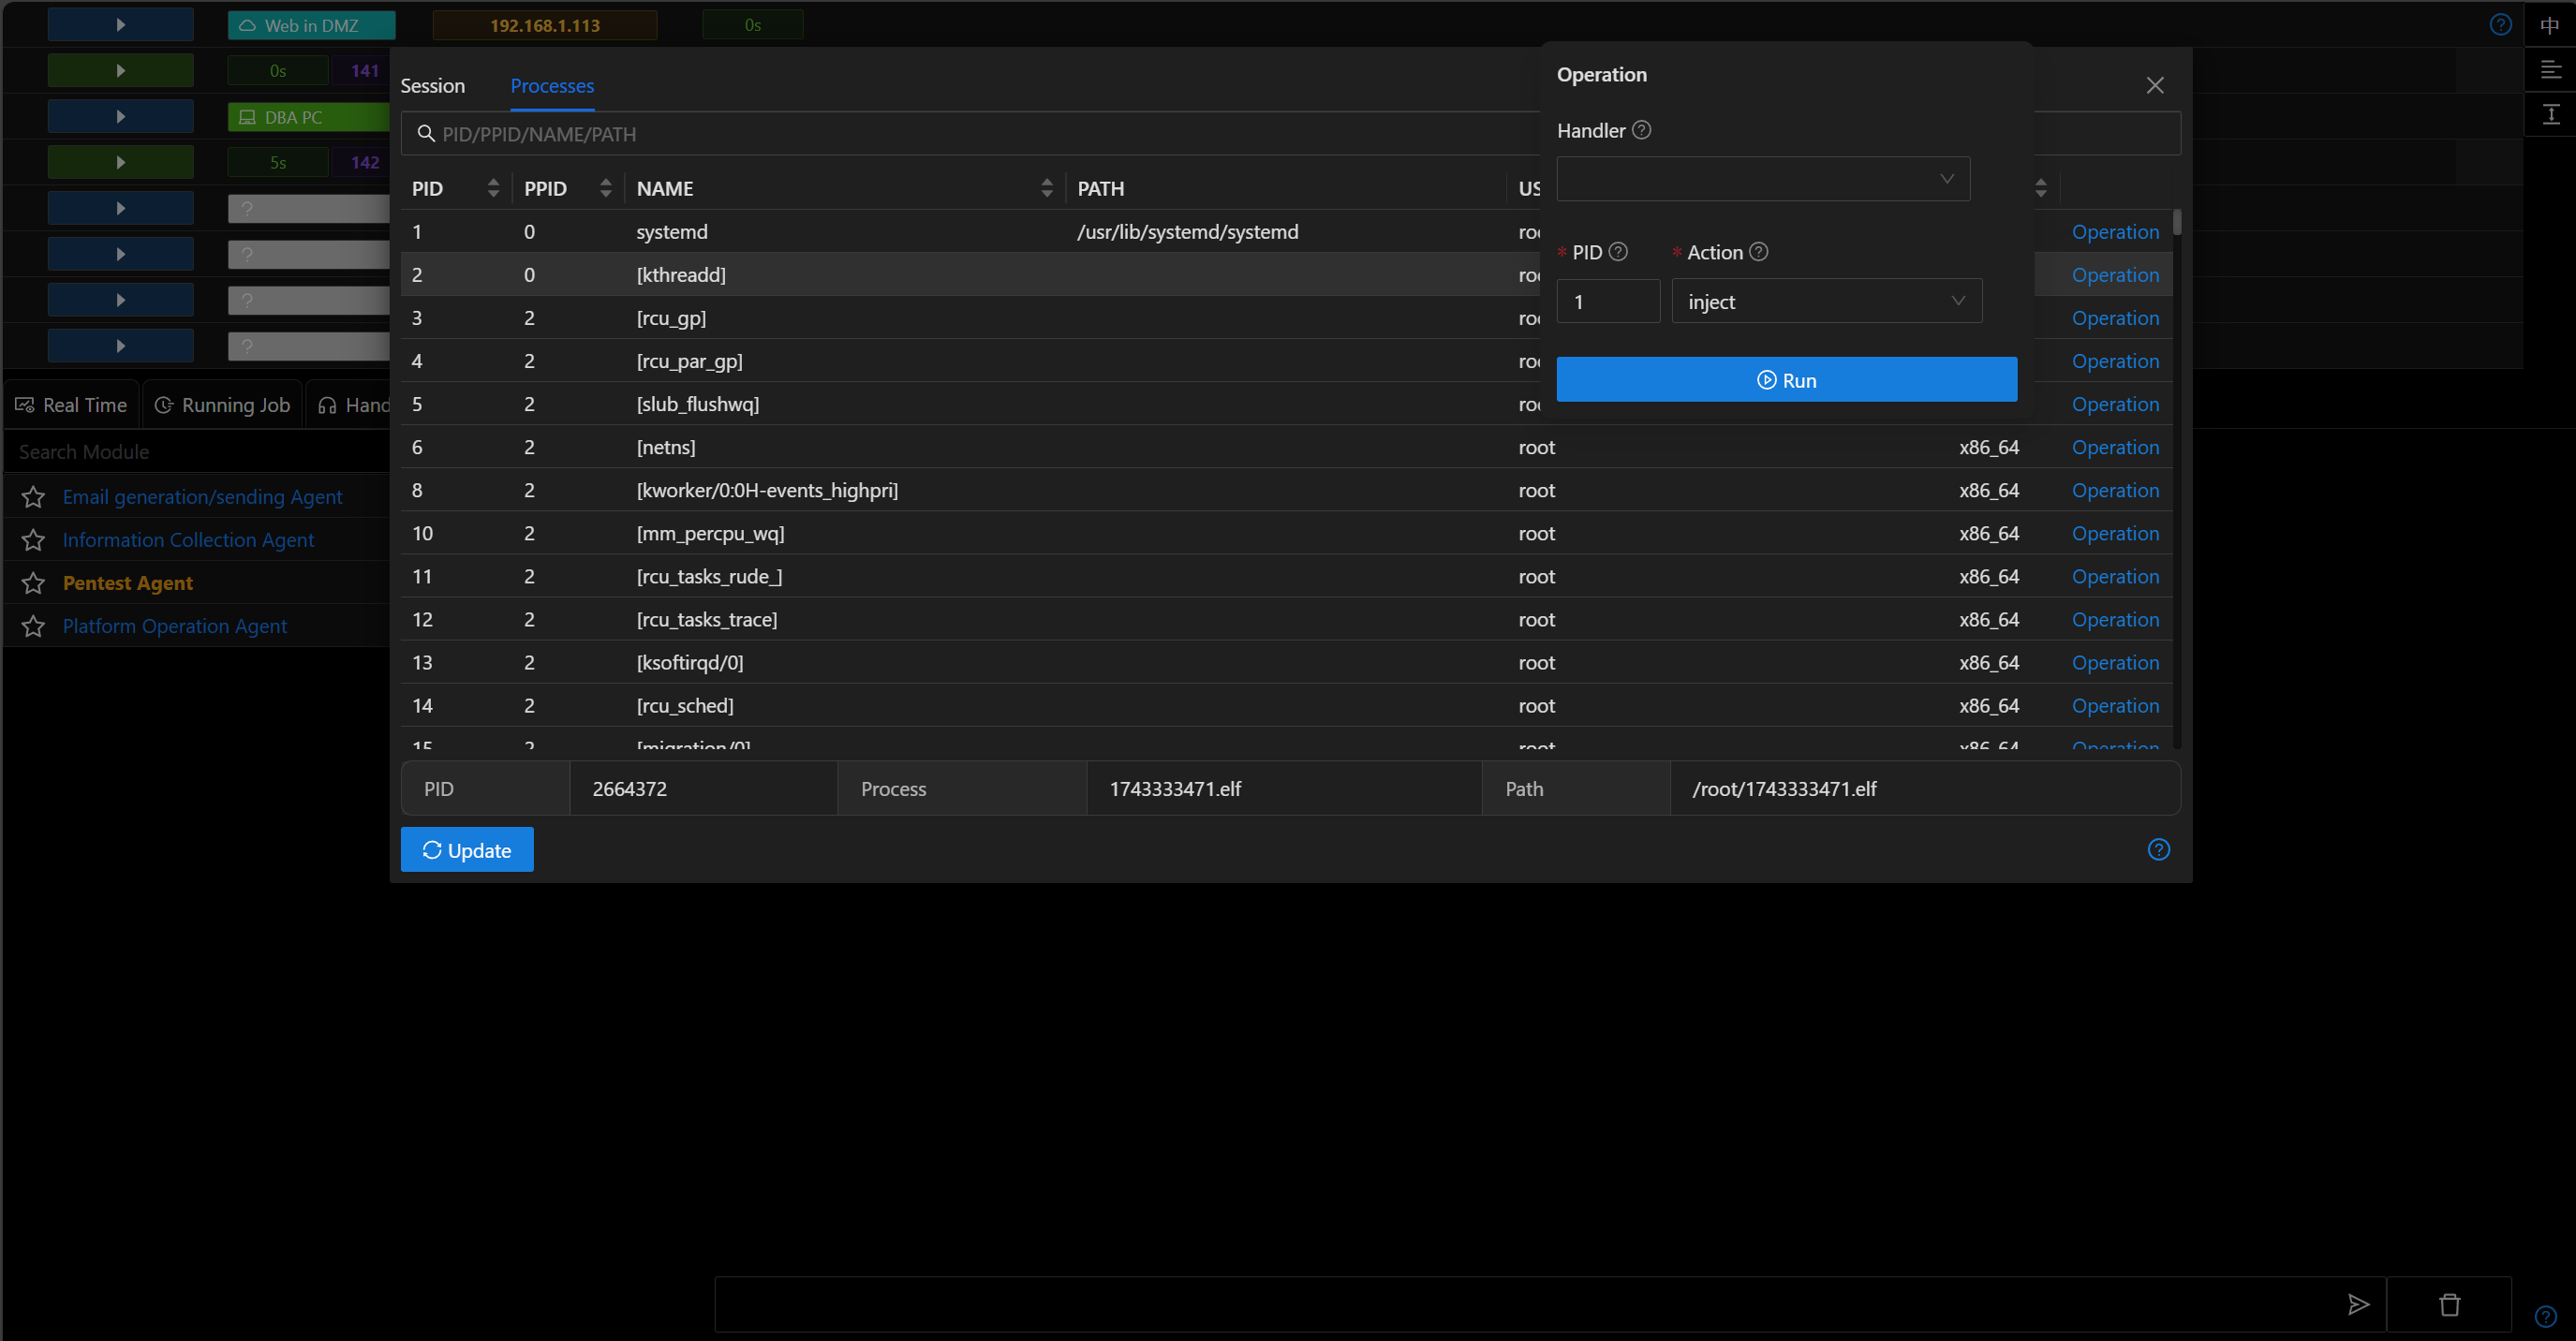 Web in DMZ 192.168.1.113 0s 中
0s 141
DBA PC
5s 142
?
?
?
?
Real Time Running Job Hand
Search Module
Email generation/sending Agent
Information Collection Agent
Pentest Agent
Platform Operation Agent
Session Processes
PID/PPID/NAME/PATH
PID PPID NAME PATH US
1 0 systemd /usr/lib/systemd/systemd roo Operation
2 0 [kthreadd] roo Operation
3 2 [rcu_gp] roo Operation
4 2 [rcu_par_gp] roo Operation
5 2 [slub_flushwq] roo Operation
6 2 [netns] root x86_64 Operation
8 2 [kworker/0:0H-events_highpri] root x86_64 Operation
10 2 [mm_percpu_wq] root x86_64 Operation
11 2 [rcu_tasks_rude_] root x86_64 Operation
12 2 [rcu_tasks_trace] root x86_64 Operation
13 2 [ksoftirqd/0] root x86_64 Operation
14 2 [rcu_sched] root x86_64 Operation
15 2 [migration/0] root x86_64 Operation
PID 2664372 Process 1743333471.elf Path /root/1743333471.elf
Update
Operation
Handler
* PID * Action
1 inject
Run